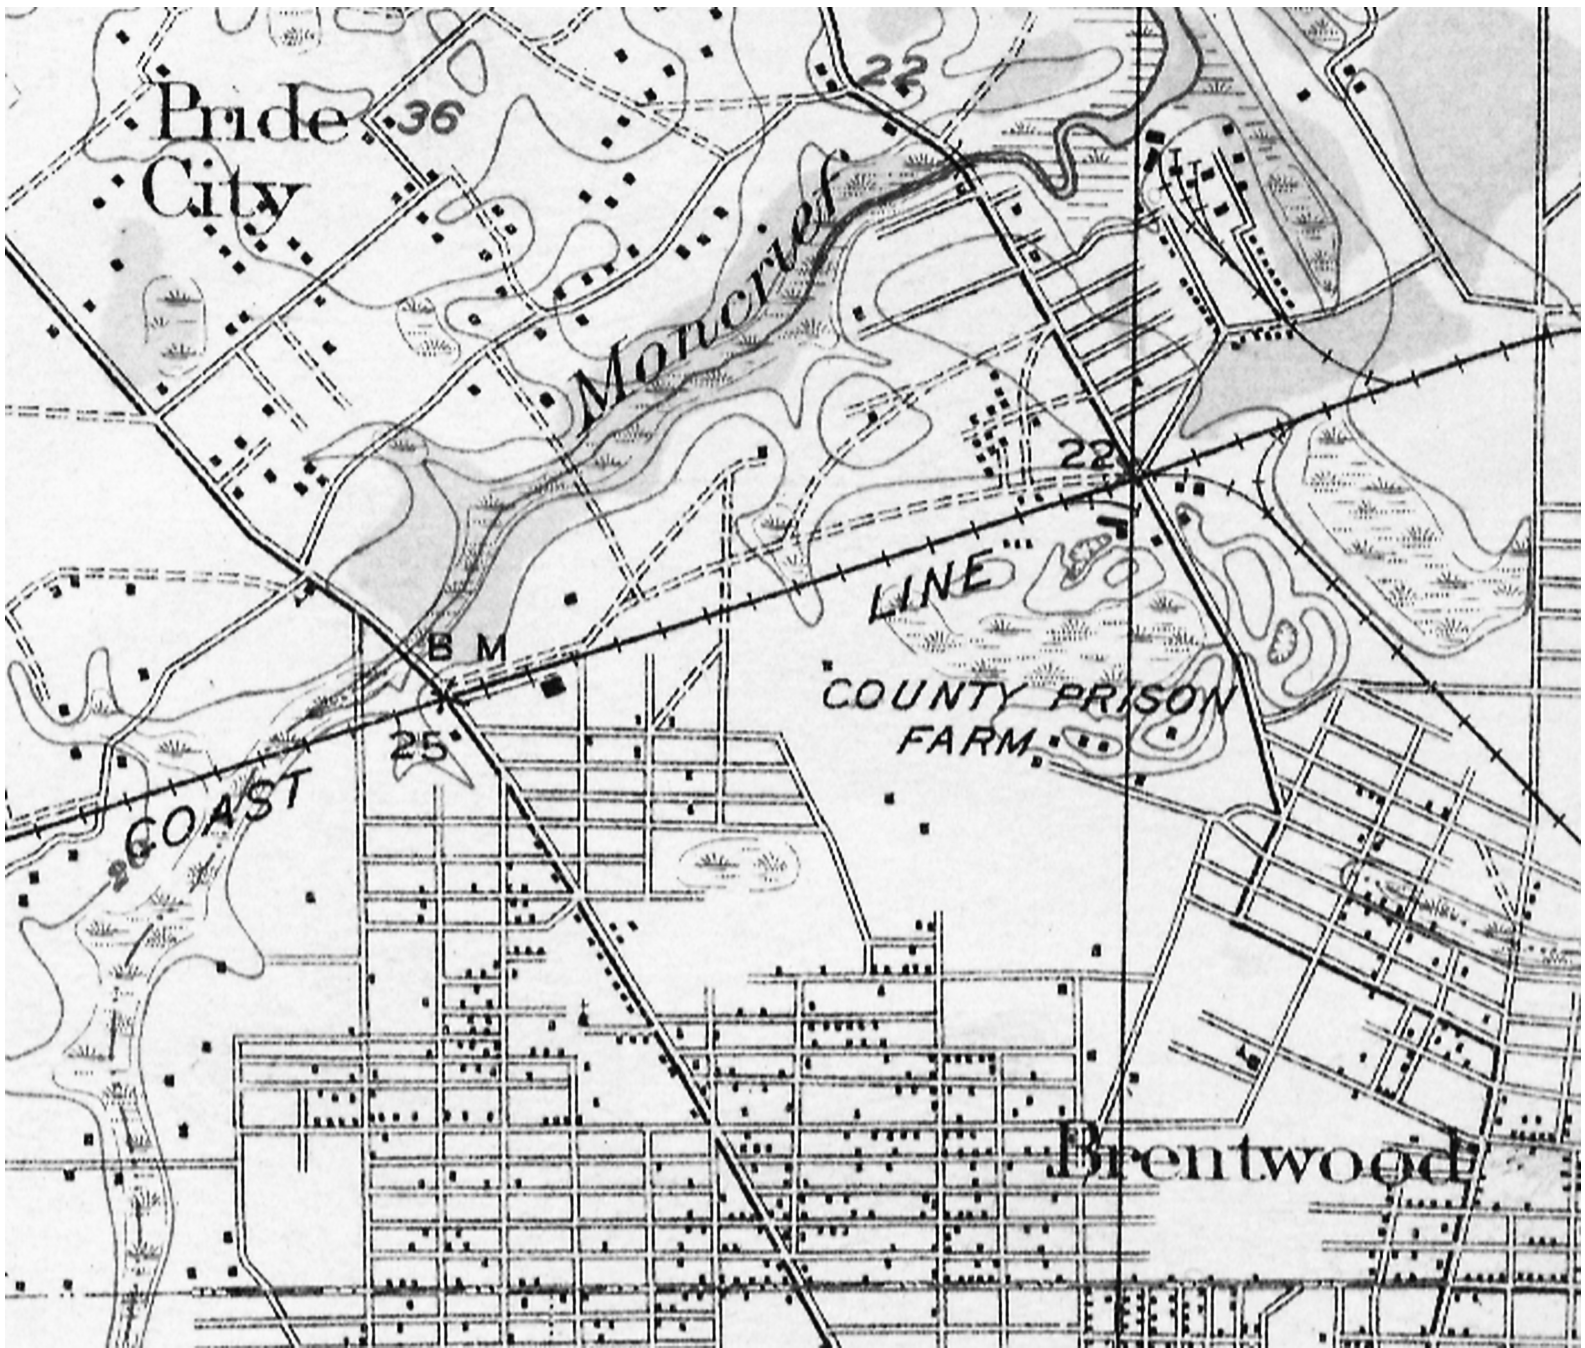 22
Pride
36
City
Moncrief
22
LINE
B M
COUNTY PRISON
FARM
25
COAST
Brentwood